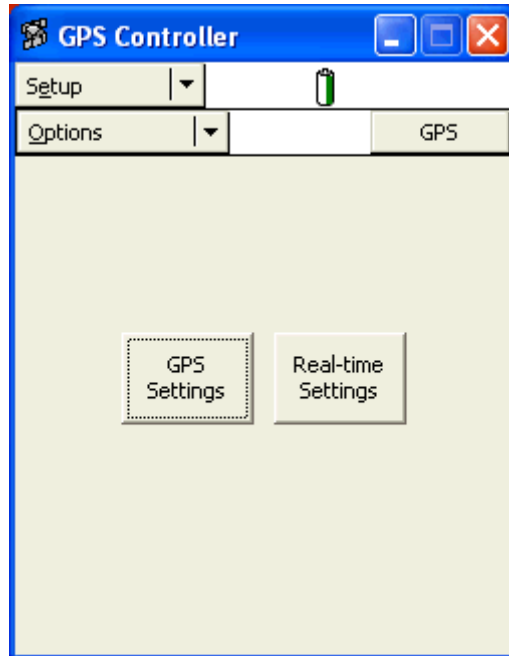 GPS Controller
Setup
Options
GPS
GPS
Settings
Real-time
Settings